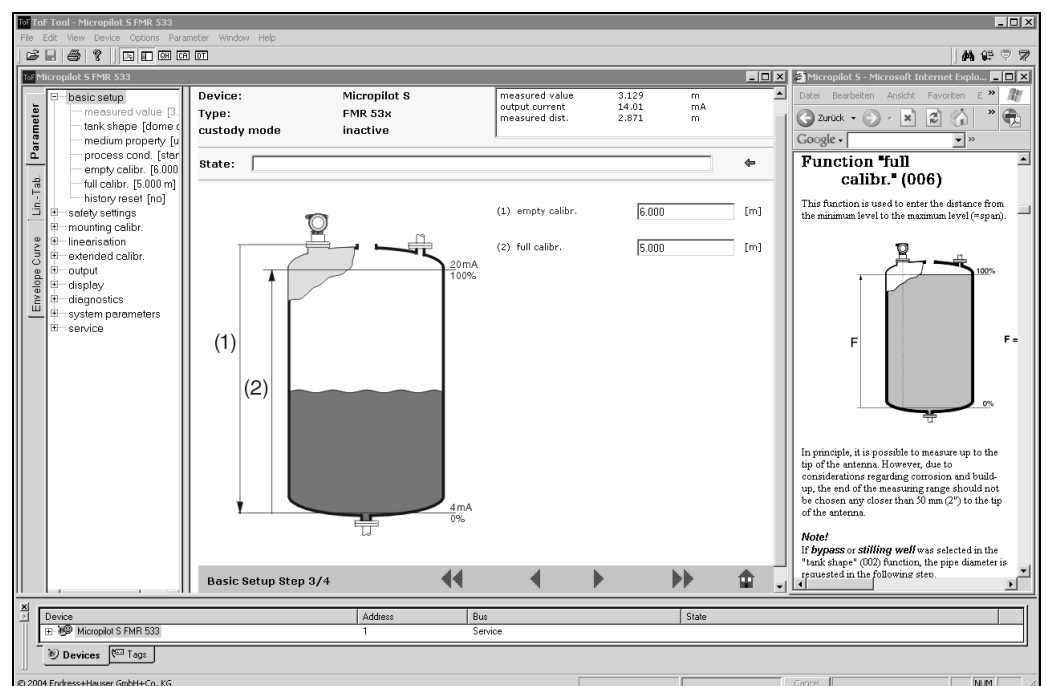 ToF Tool - Micropilot S FMR 533
File Edit View Device Options Parameter Window Help
Micropilot S FMR 533
Parameter
Lin.-Tab.
Envelope Curve
basic setup
measured value [3.
tank shape [dome c
medium property [u
process cond. [star
empty calibr. [6.000
full calibr. [5.000 m]
history reset [no]
safety settings
mounting calibr.
linearisation
extended calibr.
output
display
diagnostics
system parameters
service
Device: Micropilot S
Type: FMR 53x
custody mode inactive
measured value 3.129 m
output current 14.01 mA
measured dist. 2.871 m
State:
(1) empty calibr. 6.000 [m]
(2) full calibr. 5.000 [m]
20mA
100%
(1)
(2)
4mA
0%
Basic Setup Step 3/4
Micropilot S - Microsoft Internet Explo...
Datei Bearbeiten Ansicht Favoriten E »
Zurück
Google
Function "full
calibr." (006)
This function is used to enter the distance from
the minimum level to the maximum level (=span).
100%
F
F =
0%
In principle, it is possible to measure up to the
tip of the antenna. However, due to
considerations regarding corrosion and build-
up, the end of the measuring range should not
be chosen any closer than 50 mm (2") to the tip
of the antenna.
Note!
If bypass or stilling well was selected in the
"tank shape" (002) function, the pipe diameter is
requested in the following step.
Device Address Bus State
Micropilot S FMR 533 1 Service
Devices Tags
© 2004 Endress+Hauser GmbH+Co. KG
Cancel
NUM